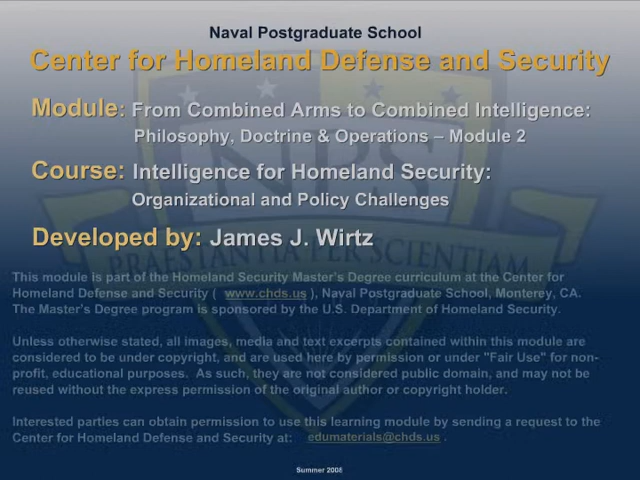 Naval Postgraduate School
Center for Homeland Defense and Security
Module: From Combined Arms to Combined Intelligence:
Philosophy, Doctrine & Operations – Module 2
Course: Intelligence for Homeland Security:
Organizational and Policy Challenges
Developed by: James J. Wirtz
NPS
PRAESTANTIA PER SCIENTIAM
This module is part of the Homeland Security Master's Degree curriculum at the Center for
Homeland Defense and Security ( www.chds.us ), Naval Postgraduate School, Monterey, CA.
The Master's Degree program is sponsored by the U.S. Department of Homeland Security.
Unless otherwise stated, all images, media and text excerpts contained within this module are
considered to be under copyright, and are used here by permission or under "Fair Use" for non-
profit, educational purposes. As such, they are not considered public domain, and may not be
reused without the express permission of the original author or copyright holder.
Interested parties can obtain permission to use this learning module by sending a request to the
Center for Homeland Defense and Security at: edumaterials@chds.us .
Summer 2008